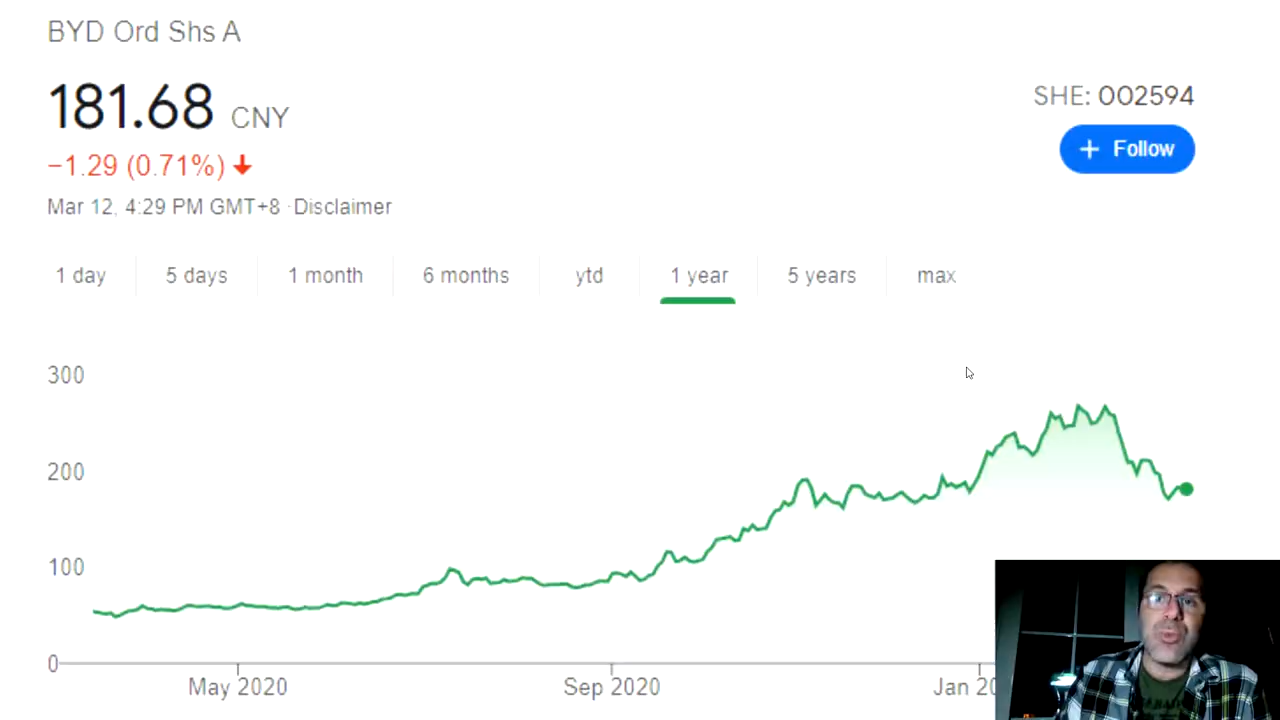 BYD Ord Shs A
181.68 CNY
−1.29 (0.71%)
Mar 12, 4:29 PM GMT+8 · Disclaimer
SHE: 002594
+ Follow
1 day 5 days 1 month 6 months ytd 1 year 5 years max
300
200
100
0
May 2020 Sep 2020 Jan 20